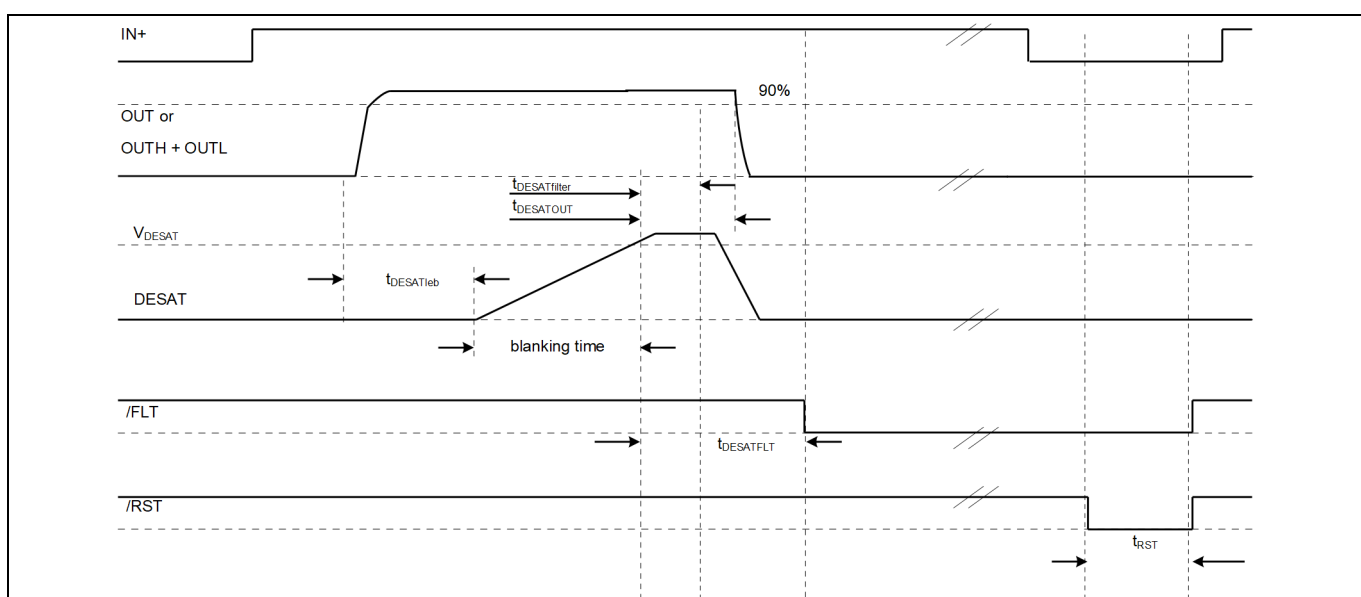 IN+
90%
OUT or
OUTH + OUTL
tDESATfilter
tDESATOUT
VDESAT
tDESATleb
DESAT
blanking time
/FLT
tDESATFLT
/RST
tRST